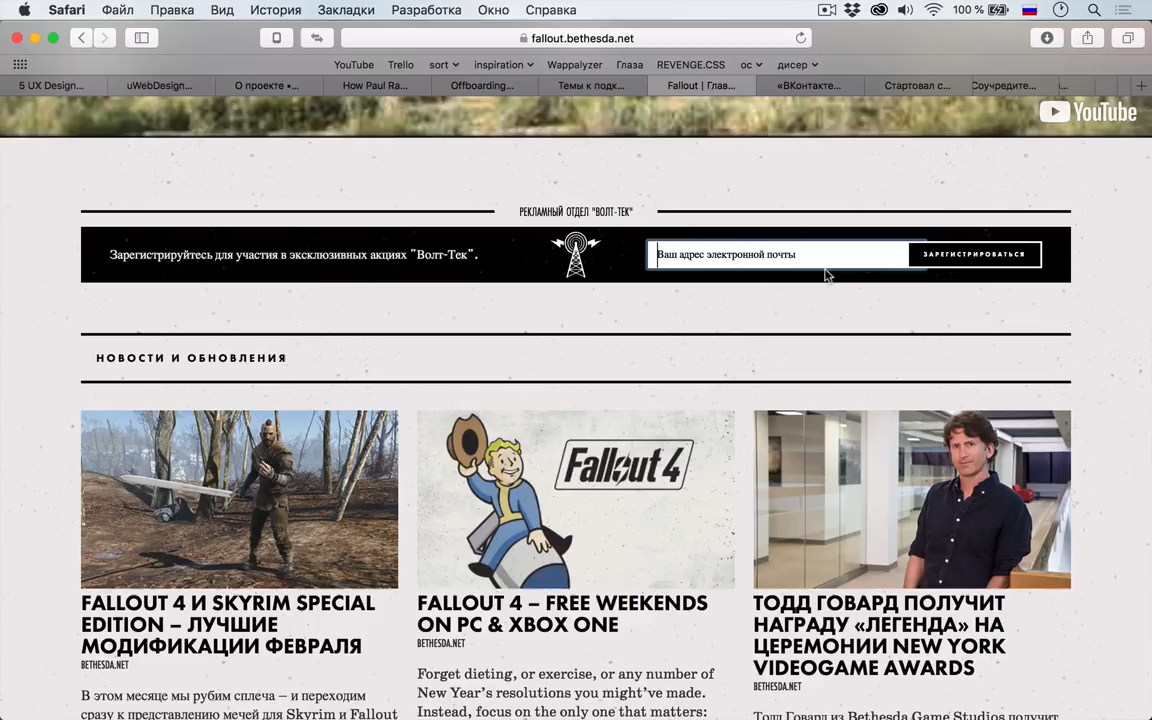 Safari Файл Правка Вид История Закладки Разработка Окно Справка 100 %
fallout.bethesda.net
YouTube Trello sort inspiration Wappalyzer Глаза REVENGE.CSS ос дисер
5 UX Design... uWebDesign... О проекте •... How Paul Ra... Offboarding... Темы к подк... Fallout | Глав... «ВКонтакте... Стартовал с... Соучредите...
YouTube
РЕКЛАМНЫЙ ОТДЕЛ "ВОЛТ-ТЕК"
Зарегистрируйтесь для участия в эксклюзивных акциях "Волт-Тек".
Ваш адрес электронной почты
ЗАРЕГИСТРИРОВАТЬСЯ
НОВОСТИ И ОБНОВЛЕНИЯ
Fallout 4
FALLOUT 4 И SKYRIM SPECIAL
EDITION – ЛУЧШИЕ
МОДИФИКАЦИИ ФЕВРАЛЯ
BETHESDA.NET
В этом месяце мы рубим сплеча – и переходим
сразу к представлению мечей для Skyrim и Fallout
FALLOUT 4 – FREE WEEKENDS
ON PC & XBOX ONE
BETHESDA.NET
Forget dieting, or exercise, or any number of
New Year's resolutions you might've made.
Instead, focus on the only one that matters:
ТОДД ГОВАРД ПОЛУЧИТ
НАГРАДУ «ЛЕГЕНДА» НА
ЦЕРЕМОНИИ NEW YORK
VIDEOGAME AWARDS
BETHESDA.NET
Тодд Говард из Bethesda Game Studios получит